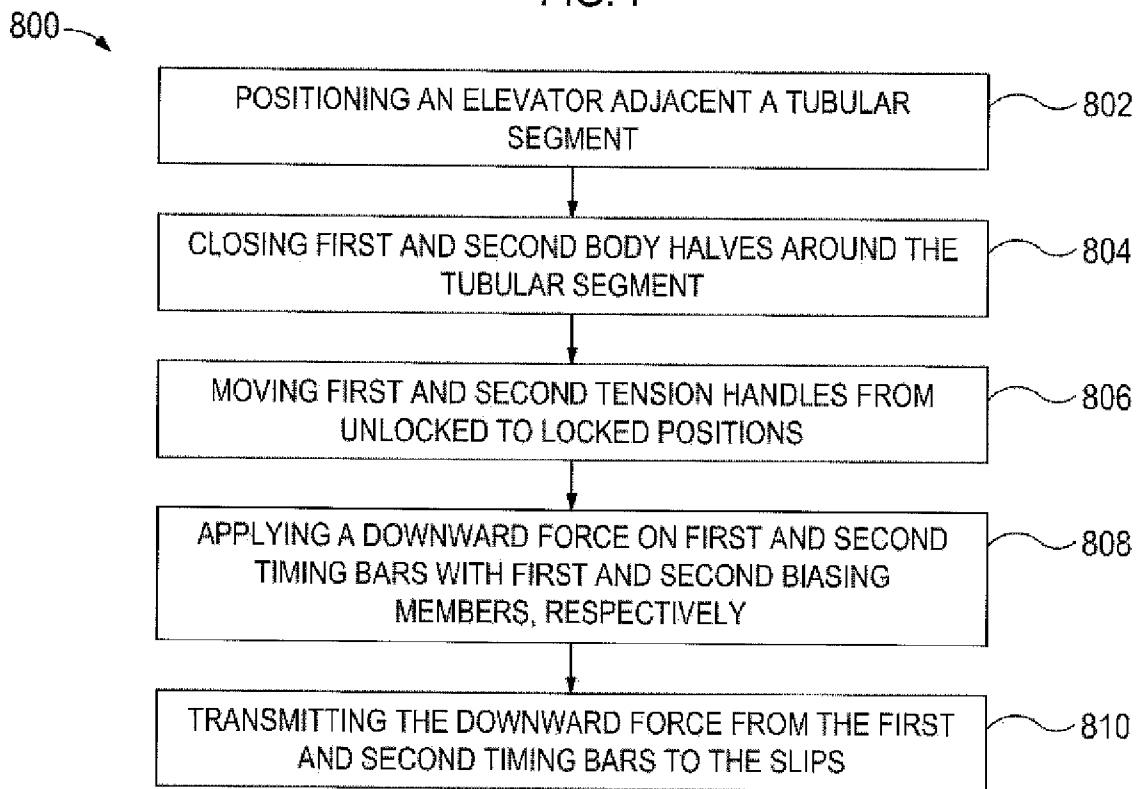 800
POSITIONING AN ELEVATOR ADJACENT A TUBULAR
SEGMENT
802
CLOSING FIRST AND SECOND BODY HALVES AROUND THE
TUBULAR SEGMENT
804
MOVING FIRST AND SECOND TENSION HANDLES FROM
UNLOCKED TO LOCKED POSITIONS
806
APPLYING A DOWNWARD FORCE ON FIRST AND SECOND
TIMING BARS WITH FIRST AND SECOND BIASING
MEMBERS, RESPECTIVELY
808
TRANSMITTING THE DOWNWARD FORCE FROM THE FIRST
AND SECOND TIMING BARS TO THE SLIPS
810